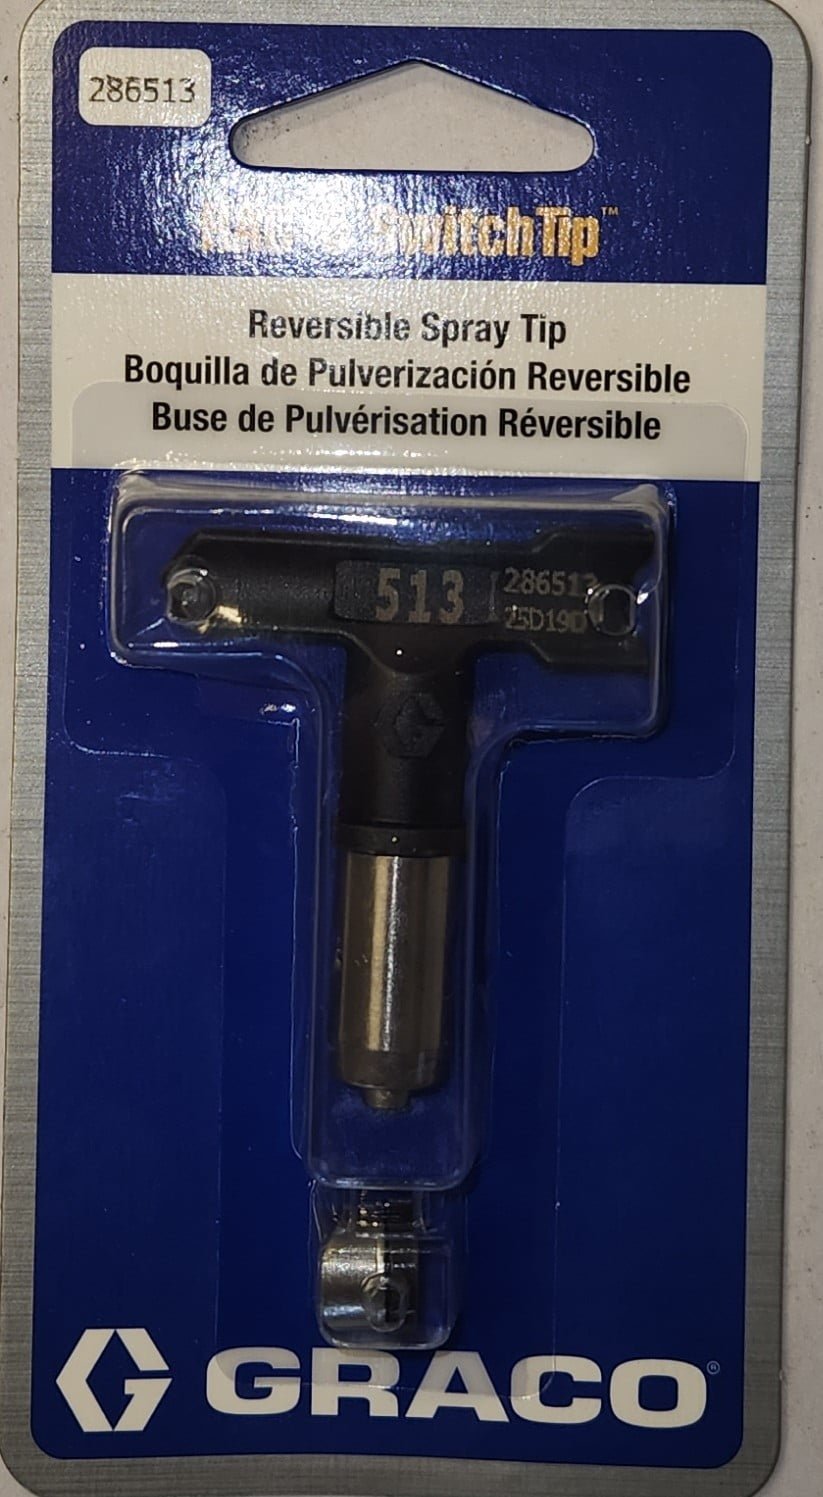 286513
SwitchTip™
Reversible Spray Tip
Boquilla de Pulverización Reversible
Buse de Pulvérisation Réversible
513
286513
25D19D
GRACO®